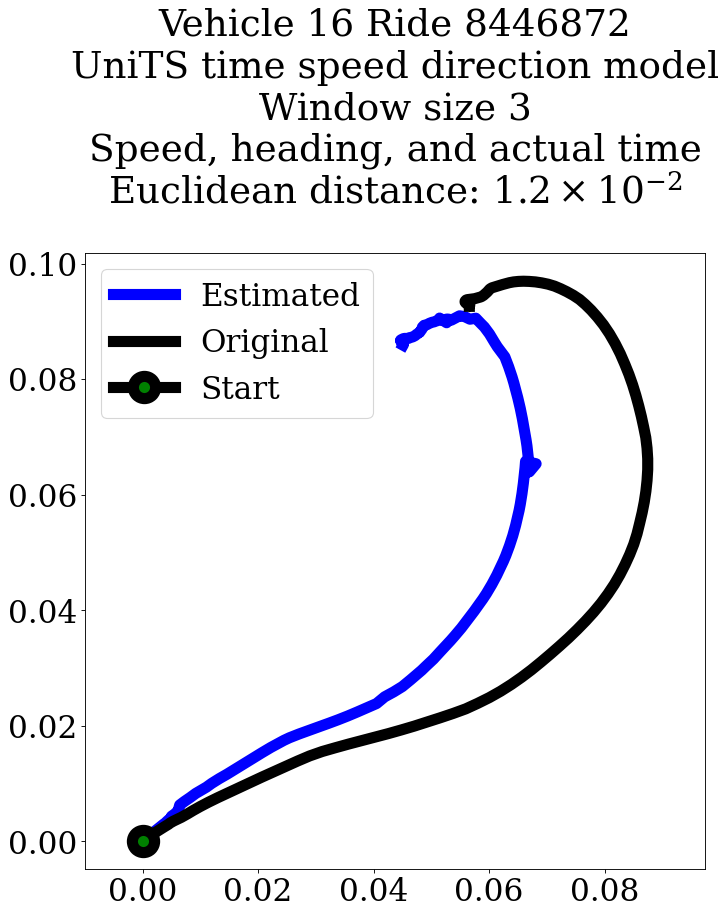 Vehicle 16 Ride 8446872
UniTS time speed direction model
Window size 3
Speed, heading, and actual time
Euclidean distance: 1.2 × 10⁻²
0.10
0.08
0.06
0.04
0.02
0.00
Estimated
Original
Start
0.00 0.02 0.04 0.06 0.08